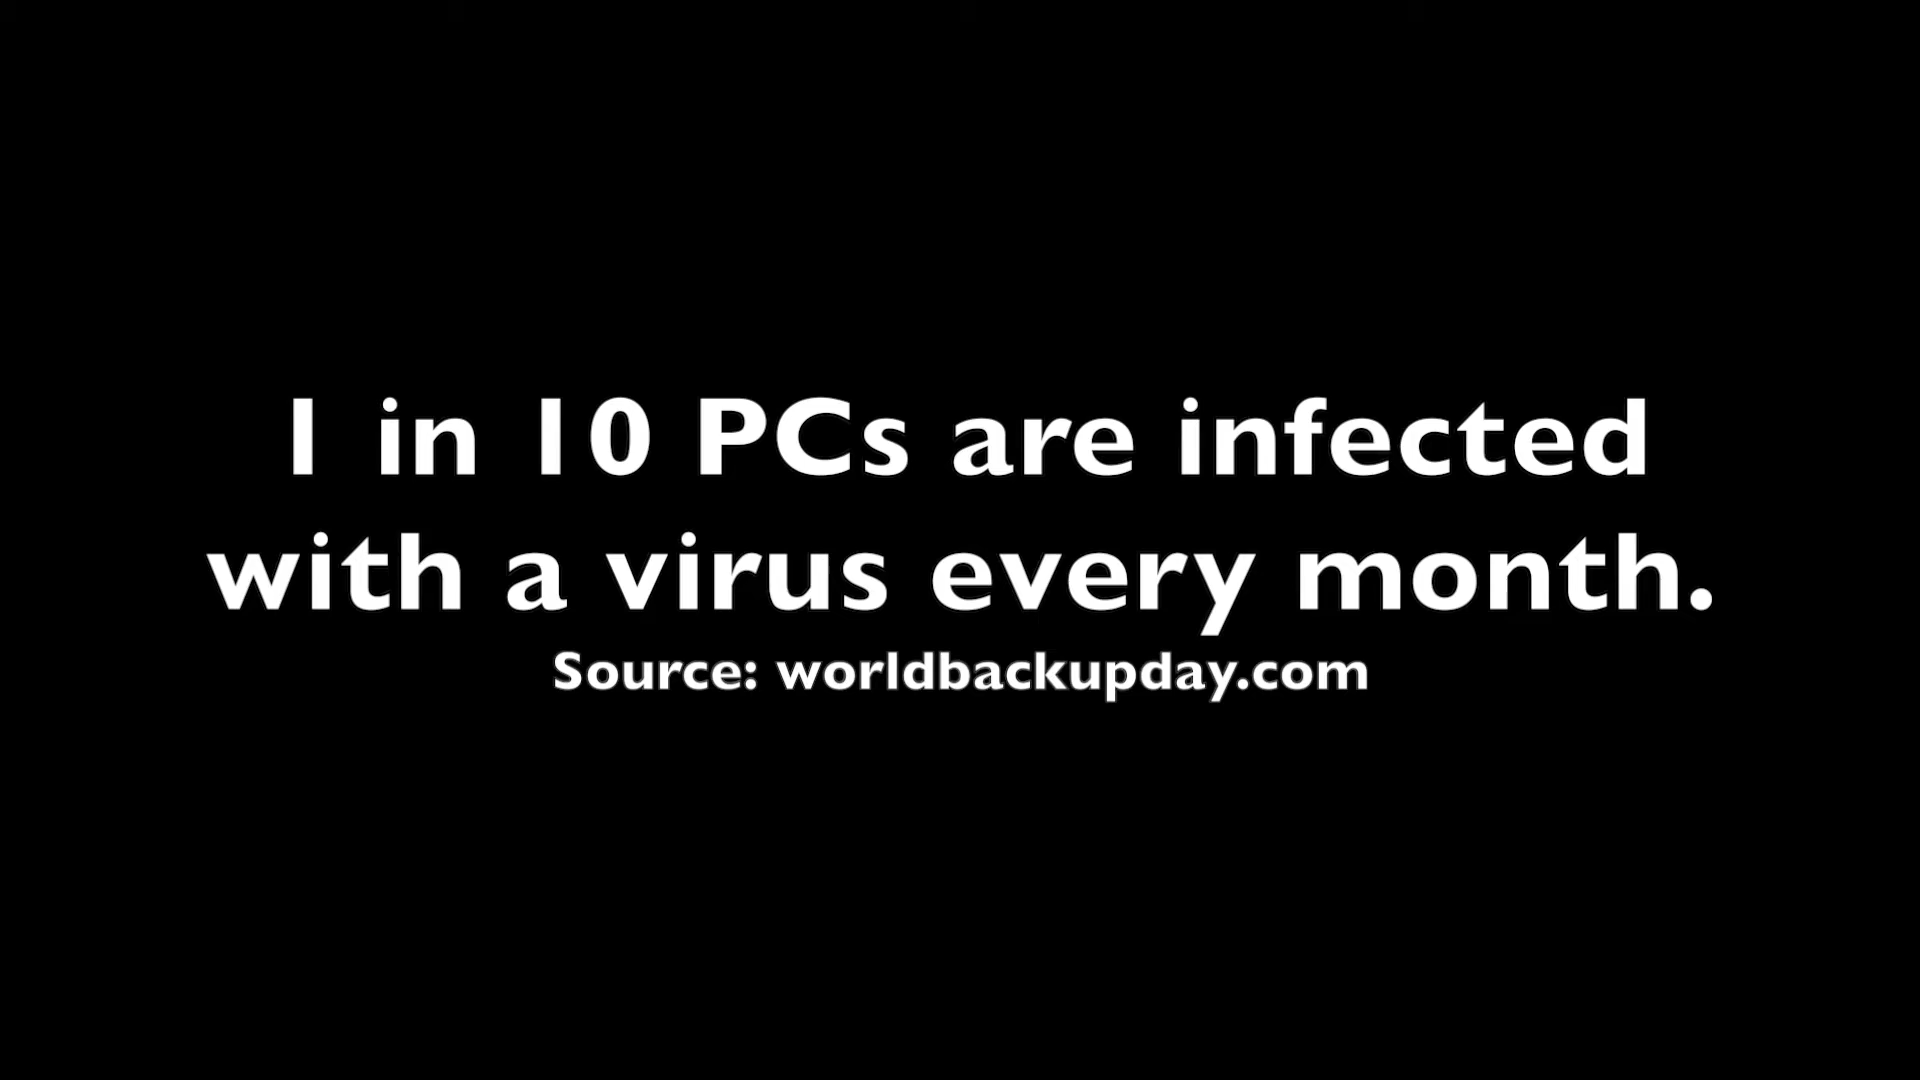 1 in 10 PCs are infected
with a virus every month.
Source: worldbackupday.com